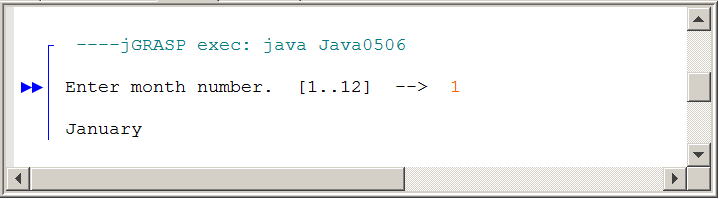 ----jGRASP exec: java Java0506
Enter month number. [1..12] --> 1
January